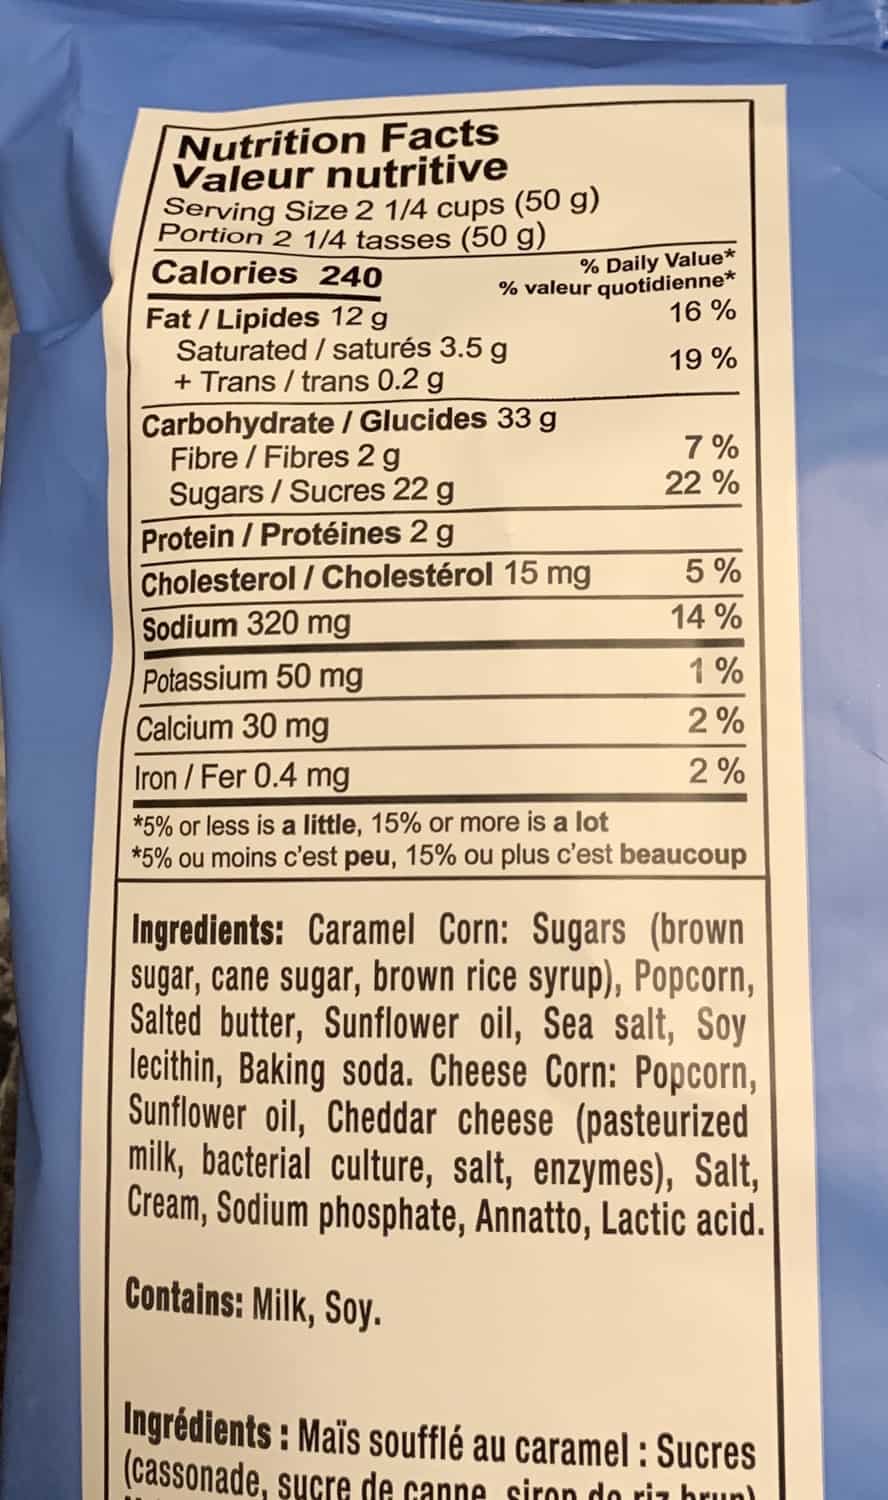 Nutrition Facts
Valeur nutritive
Serving Size 2 1/4 cups (50 g)
Portion 2 1/4 tasses (50 g)
Calories 240
% Daily Value*
% valeur quotidienne*
Fat / Lipides 12 g 16 %
Saturated / saturés 3.5 g
+ Trans / trans 0.2 g 19 %
Carbohydrate / Glucides 33 g
Fibre / Fibres 2 g 7 %
Sugars / Sucres 22 g 22 %
Protein / Protéines 2 g
Cholesterol / Cholestérol 15 mg 5 %
Sodium 320 mg 14 %
Potassium 50 mg 1 %
Calcium 30 mg 2 %
Iron / Fer 0.4 mg 2 %
*5% or less is a little, 15% or more is a lot
*5% ou moins c'est peu, 15% ou plus c'est beaucoup
Ingredients: Caramel Corn: Sugars (brown
sugar, cane sugar, brown rice syrup), Popcorn,
Salted butter, Sunflower oil, Sea salt, Soy
lecithin, Baking soda. Cheese Corn: Popcorn,
Sunflower oil, Cheddar cheese (pasteurized
milk, bacterial culture, salt, enzymes), Salt,
Cream, Sodium phosphate, Annatto, Lactic acid.
Contains: Milk, Soy.
Ingrédients : Maïs soufflé au caramel : Sucres
(cassonade, sucre de canne, sirop de riz brun)